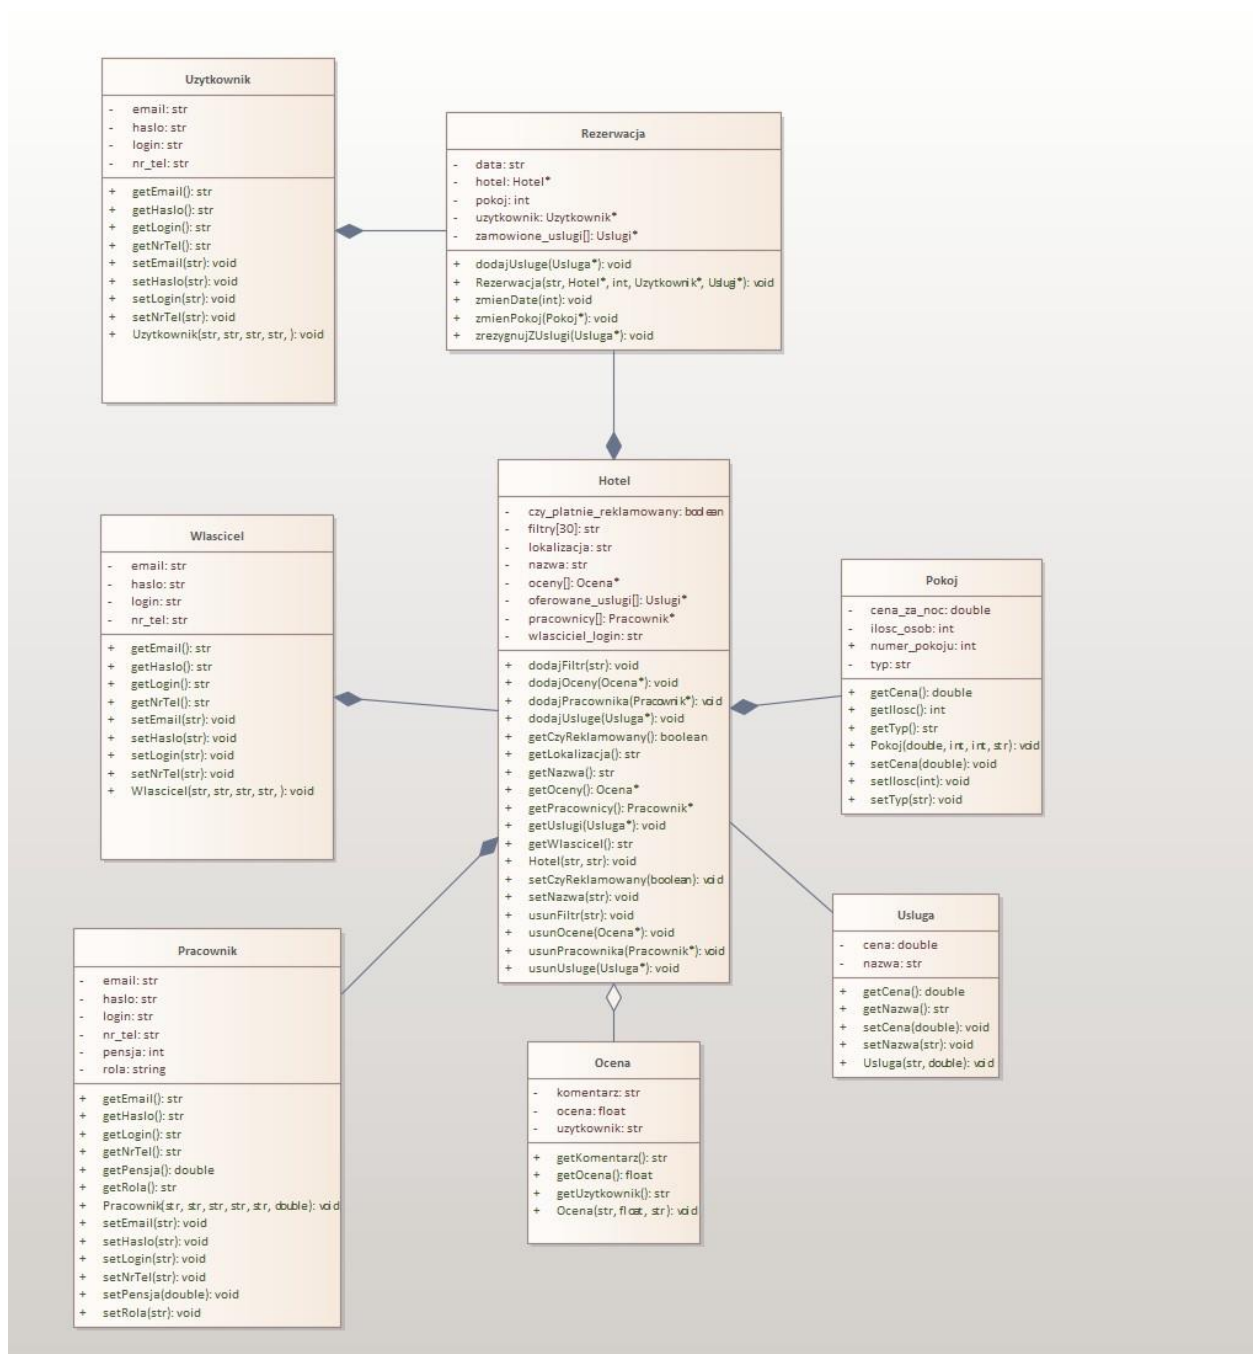 Uzytkownik
- email: str
- haslo: str
- login: str
- nr_tel: str
+ getEmail(): str
+ getHaslo(): str
+ getLogin(): str
+ getNrTel(): str
+ setEmail(str): void
+ setHaslo(str): void
+ setLogin(str): void
+ setNrTel(str): void
+ Uzytkownik(str, str, str, str, ): void
Rezerwacja
- data: str
- hotel: Hotel*
- pokoj: int
- uzytkownik: Uzytkownik*
- zamowione_uslugi[]: Uslugi*
+ dodajUsluge(Usluga*): void
+ Rezerwacja(str, Hotel*, int, Uzytkownik*, Uslugi*): void
+ zmienDate(int): void
+ zmienPokoj(Pokoj*): void
+ zrezygnujZUslugi(Usluga*): void
Hotel
- czy_platnie_reklamowany: boolean
- filtry[30]: str
- lokalizacja: str
- nazwa: str
- oceny[]: Ocena*
- oferowane_uslugi[]: Uslugi*
- pracownicy[]: Pracownik*
- wlasciciel_login: str
+ dodajFiltr(str): void
+ dodajOceny(Ocena*): void
+ dodajPracownika(Pracownik*): void
+ dodajUsluge(Usluga*): void
+ getCzyReklamowany(): boolean
+ getLokalizacja(): str
+ getNazwa(): str
+ getOceny(): Ocena*
+ getPracownicy(): Pracownik*
+ getUslugi(Usluga*): void
+ getWlascicel(): str
+ Hotel(str, str): void
+ setCzyReklamowany(boolean): void
+ setNazwa(str): void
+ usunFiltr(str): void
+ usunOcene(Ocena*): void
+ usunPracownika(Pracownik*): void
+ usunUsluge(Usluga*): void
Wlascicel
- email: str
- haslo: str
- login: str
- nr_tel: str
+ getEmail(): str
+ getHaslo(): str
+ getLogin(): str
+ getNrTel(): str
+ setEmail(str): void
+ setHaslo(str): void
+ setLogin(str): void
+ setNrTel(str): void
+ Wlascicel(str, str, str, str, ): void
Pokoj
- cena_za_noc: double
- ilosc_osob: int
+ numer_pokoju: int
- typ: str
+ getCena(): double
+ getIlosc(): int
+ getTyp(): str
+ Pokoj(double, int, int, str): void
+ setCena(double): void
+ setIlosc(int): void
+ setTyp(str): void
Usluga
- cena: double
- nazwa: str
+ getCena(): double
+ getNazwa(): str
+ setCena(double): void
+ setNazwa(str): void
+ Usluga(str, double): void
Pracownik
- email: str
- haslo: str
- login: str
- nr_tel: str
- pensja: int
- rola: string
+ getEmail(): str
+ getHaslo(): str
+ getLogin(): str
+ getNrTel(): str
+ getPensja(): double
+ getRola(): str
+ Pracownik(str, str, str, str, str, double): void
+ setEmail(str): void
+ setHaslo(str): void
+ setLogin(str): void
+ setNrTel(str): void
+ setPensja(double): void
+ setRola(str): void
Ocena
- komentarz: str
- ocena: float
- uzytkownik: str
+ getKomentarz(): str
+ getOcena(): float
+ getUzytkownik(): str
+ Ocena(str, float, str): void